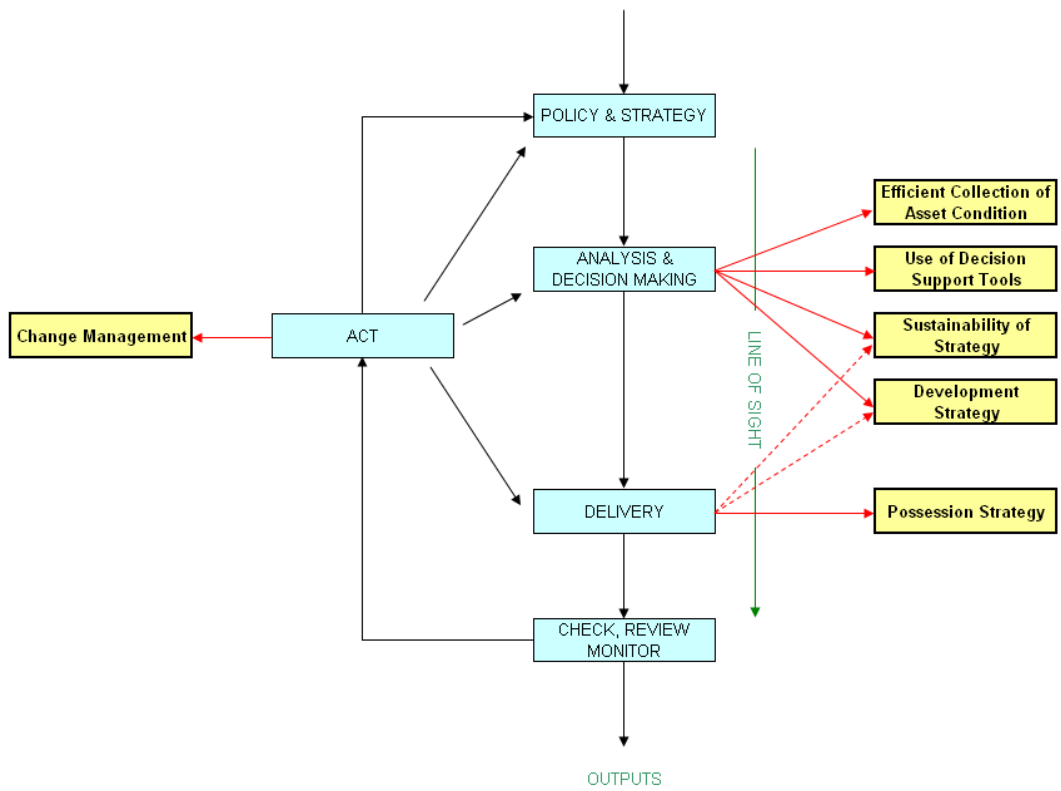 POLICY & STRATEGY
Efficient Collection of
Asset Condition
ANALYSIS &
DECISION MAKING
Use of Decision
Support Tools
Change Management
ACT
Sustainability of
Strategy
LINE OF SIGHT
Development
Strategy
DELIVERY
Possession Strategy
CHECK, REVIEW
MONITOR
OUTPUTS